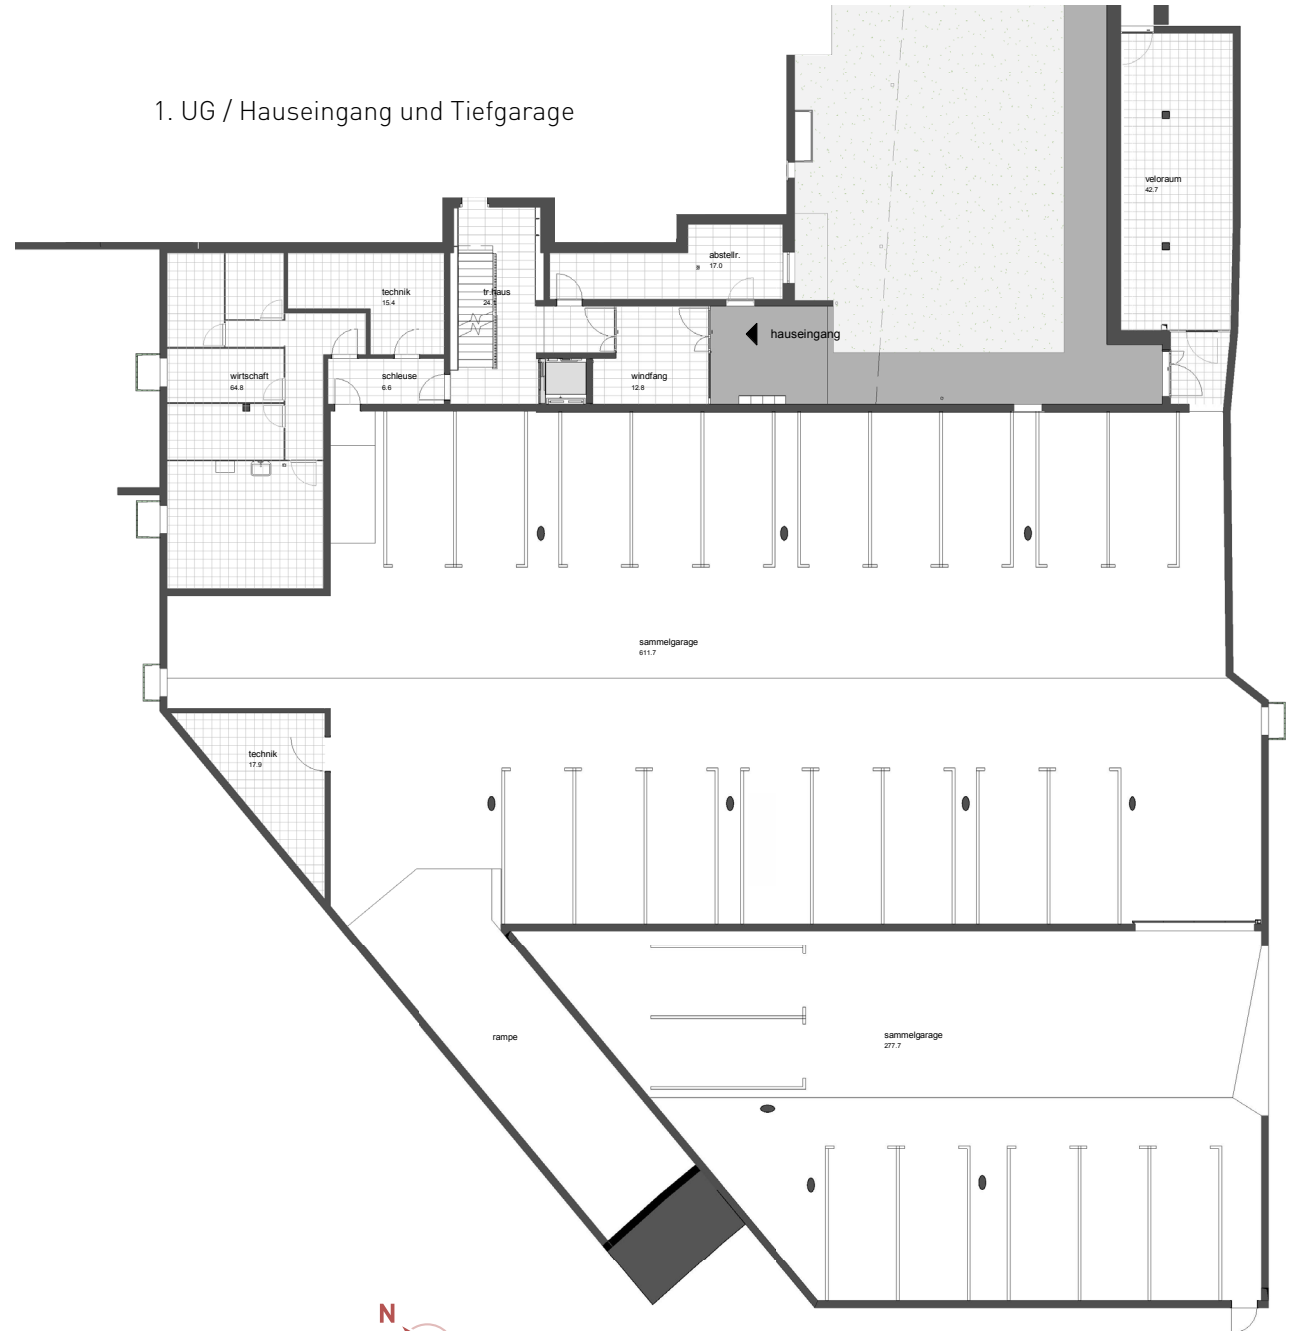 1. UG / Hauseingang und Tiefgarage
veloraum
42.7
abstellr.
17.0
technik
15.4
tr.haus
hauseingang
wirtschaft
64.8
schleuse
6.6
windfang
12.8
sammelgarage
611.7
technik
17.9
rampe
sammelgarage
277.7
N